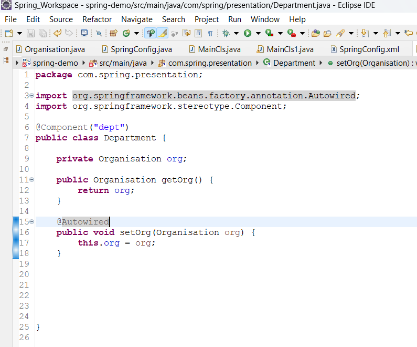 Spring_Workspace - spring-demo/src/main/java/com/spring/presentation/Department.java - Eclipse IDE
File Edit Source Refactor Navigate Search Project Run Window Help
Organisation.java SpringConfig.java MainCls.java MainCls1.java SpringConfig.xml
spring-demo src/main/java com.spring.presentation Department setOrg(Organisation) :
1 package com.spring.presentation;
2
3 import org.springframework.beans.factory.annotation.Autowired;
4 import org.springframework.stereotype.Component;
5
6 @Component("dept")
7 public class Department {
8
9 private Organisation org;
10
11 public Organisation getOrg() {
12 return org;
13 }
14
15 @Autowired
16 public void setOrg(Organisation org) {
17 this.org = org;
18 }
19
20
21
22
23
24
25 }
26